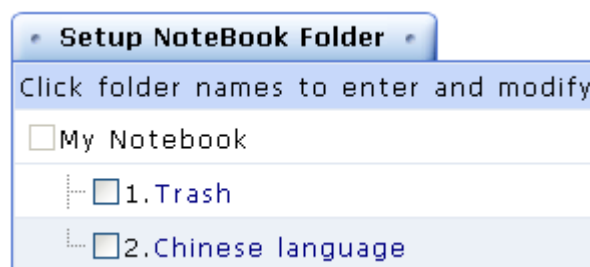 Setup NoteBook Folder
Click folder names to enter and modify
My Notebook
1.Trash
2.Chinese language